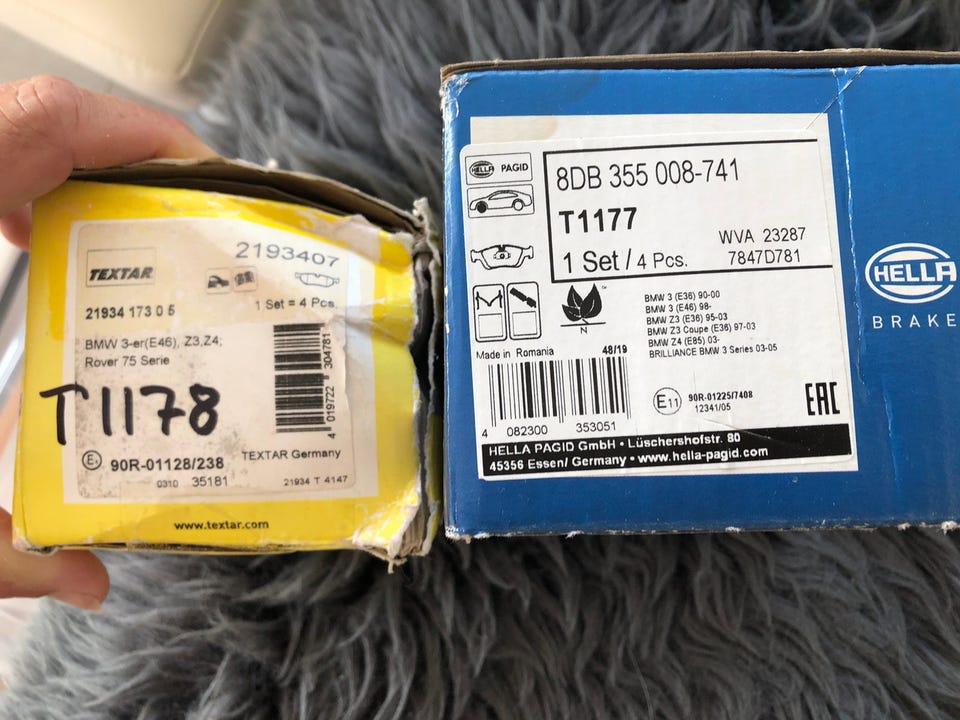 TEXTAR
2193407
21934 173 0 5
1 Set = 4 Pcs.
BMW 3-er(E46), Z3,Z4;
Rover 75 Serie
T1178
4 019722 304781
90R-01128/238
TEXTAR Germany
0310 35181
21934 T 4147
www.textar.com
HELLA PAGID
8DB 355 008-741
T1177
WVA 23287
1 Set / 4 Pcs.
7847D781
BMW 3 (E36) 90-00
BMW 3 (E46) 98-
BMW Z3 (E36) 95-03
BMW Z3 Coupe (E36) 97-03
BMW Z4 (E85) 03-
BRILLIANCE BMW 3 Series 03-05
N
Made in Romania
48/19
E11
90R-01225/7408
12341/05
EAC
4 082300 353051
HELLA PAGID GmbH • Lüschershofstr. 80
45356 Essen/ Germany • www.hella-pagid.com
HELLA
BRAKE